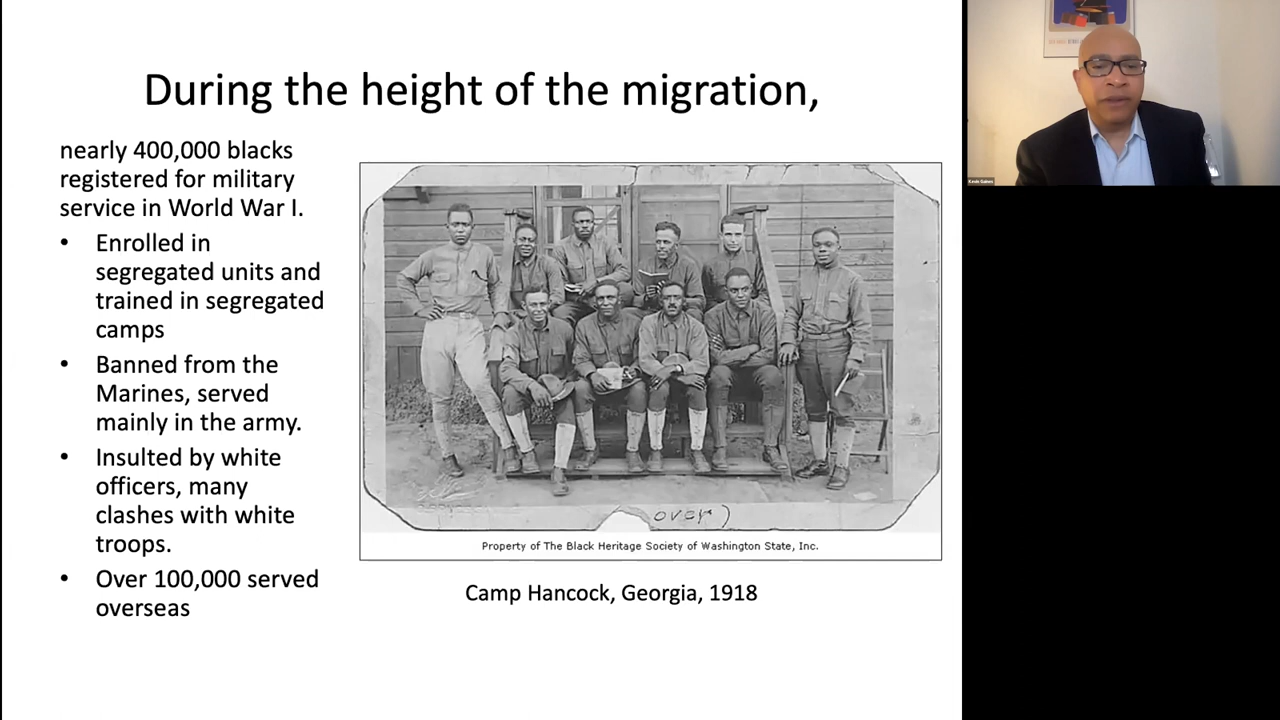 During the height of the migration,
nearly 400,000 blacks
registered for military
service in World War I.
• Enrolled in
segregated units and
trained in segregated
camps
• Banned from the
Marines, served
mainly in the army.
• Insulted by white
officers, many
clashes with white
troops.
• Over 100,000 served
overseas
over)
Property of The Black Heritage Society of Washington State, Inc.
Camp Hancock, Georgia, 1918
Kevin Gaines